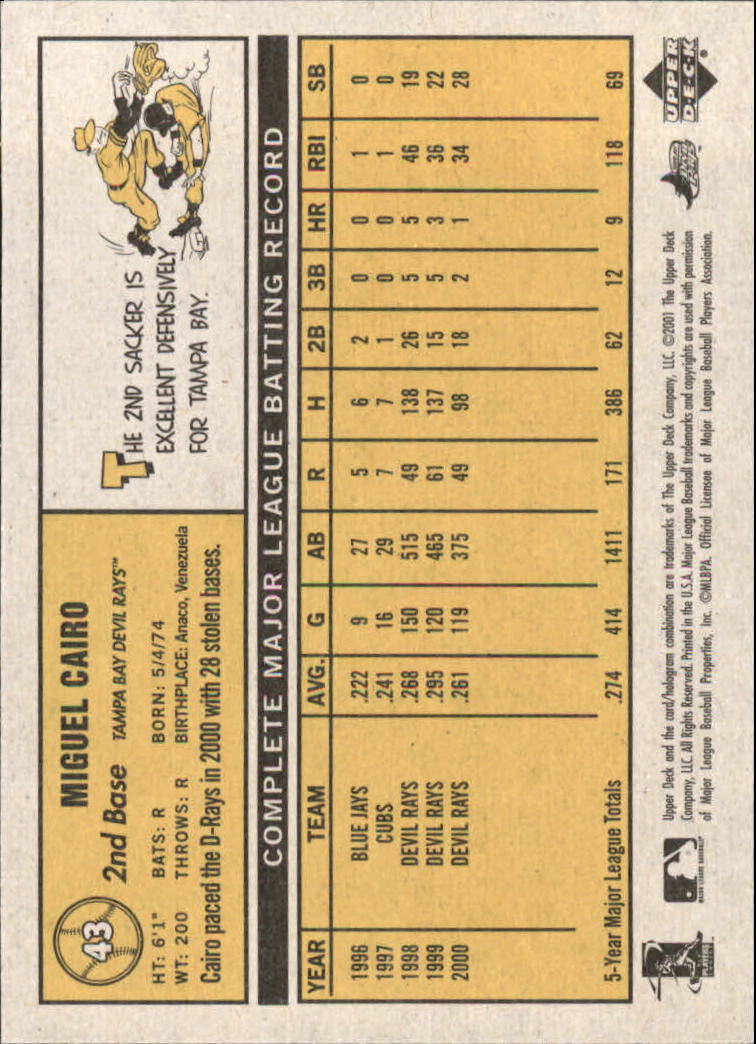 43
MIGUEL CAIRO
2nd Base TAMPA BAY DEVIL RAYS™
HT: 6'1" BATS: R BORN: 5/4/74
WT: 200 THROWS: R BIRTHPLACE: Anaco, Venezuela
Cairo paced the D-Rays in 2000 with 28 stolen bases.
THE 2ND SACKER IS
EXCELLENT DEFENSIVELY
FOR TAMPA BAY.
COMPLETE MAJOR LEAGUE BATTING RECORD
YEAR TEAM AVG. G AB R H 2B 3B HR RBI SB
1996 BLUE JAYS .222 9 27 5 6 2 0 0 1 0
1997 CUBS .241 16 29 7 7 1 0 0 1 0
1998 DEVIL RAYS .268 150 515 49 138 26 5 5 46 19
1999 DEVIL RAYS .295 120 465 61 137 15 5 3 36 22
2000 DEVIL RAYS .261 119 375 49 98 18 2 1 34 28
5-Year Major League Totals .274 414 1411 171 386 62 12 9 118 69
Upper Deck and the card/hologram combination are trademarks of The Upper Deck Company, LLC. ©2001 The Upper Deck
Company, LLC. All Rights Reserved. Printed in the U.S.A. Major League Baseball trademarks and copyrights are used with permission
of Major League Baseball Properties, Inc. ©MLBPA. Official Licensee of Major League Baseball Players Association.
MAJOR LEAGUE BASEBALL
UPPER
DECK®